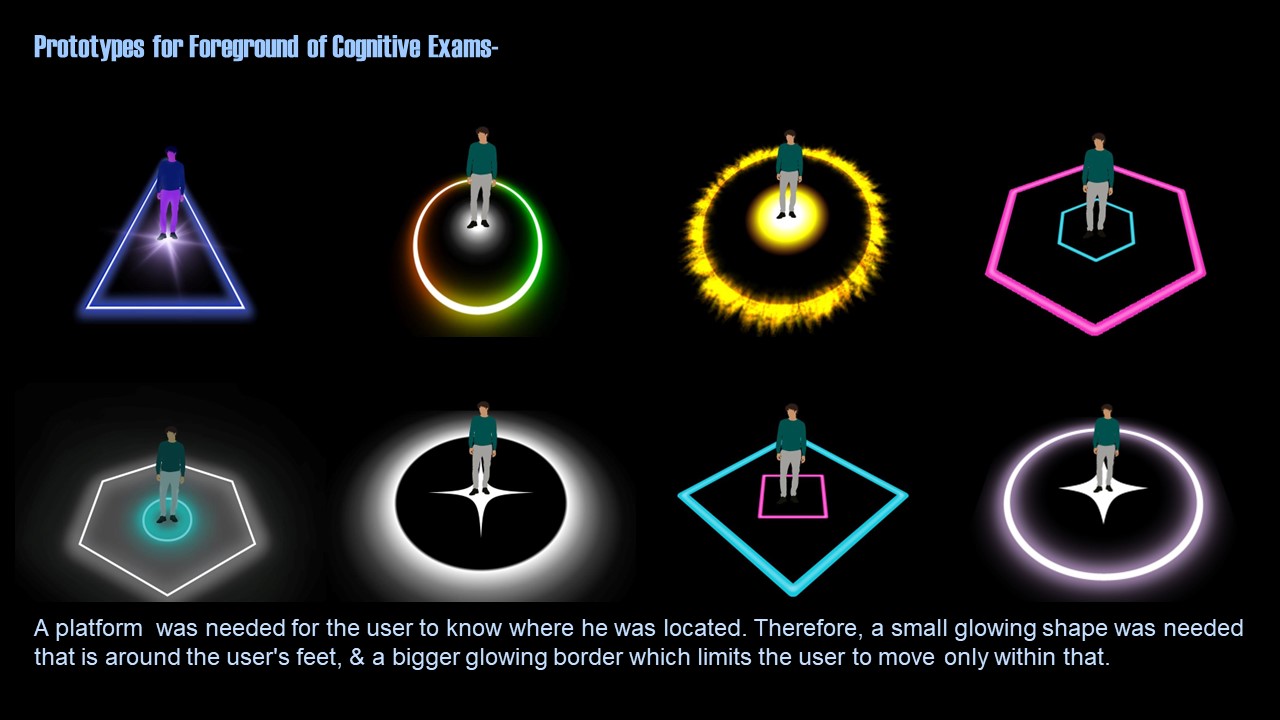 Prototypes for Foreground of Cognitive Exams-
A platform  was needed for the user to know where he was located. Therefore, a small glowing shape was needed
that is around the user's feet, & a bigger glowing border which limits the user to move only within that.